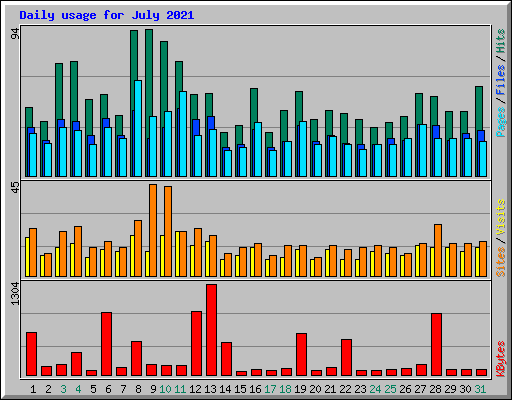 Daily usage for July 2021
94
Pages / Files / Hits
45
Sites / Visits
1304
KBytes
1 2 3 4 5 6 7 8 9 10 11 12 13 14 15 16 17 18 19 20 21 22 23 24 25 26 27 28 29 30 31